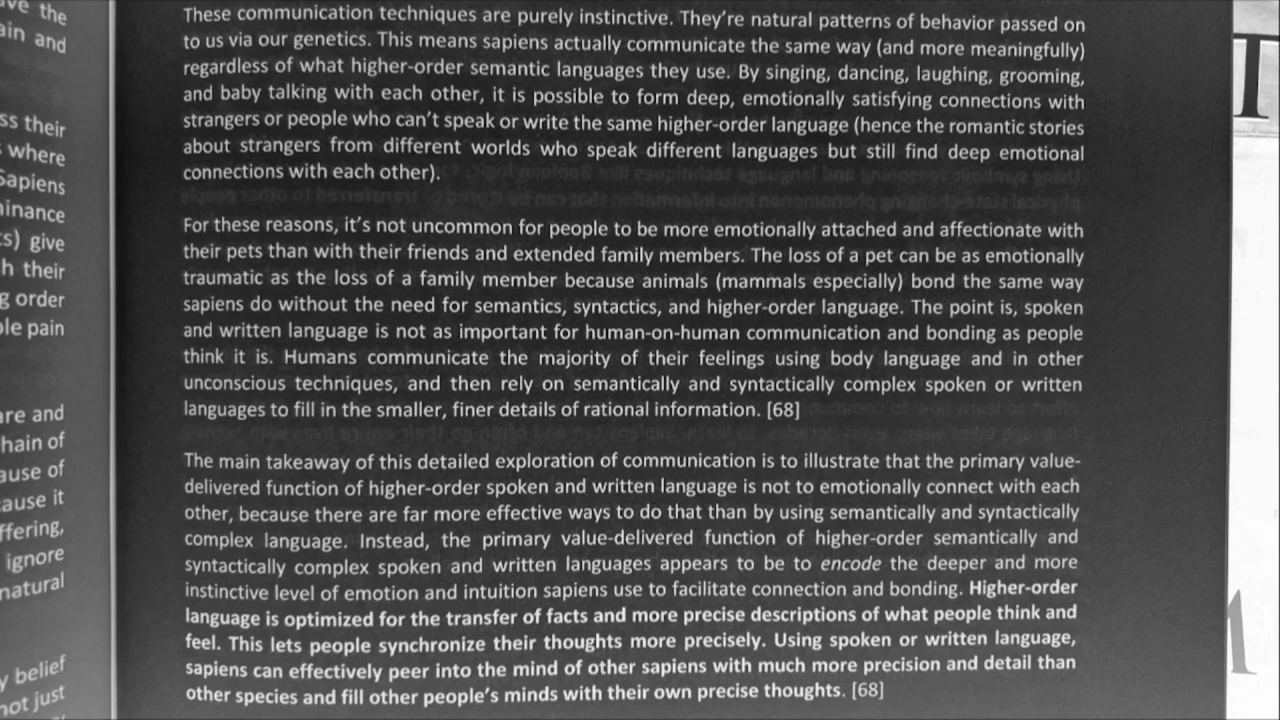 ve the
ain and
ss their
where
Sapiens
inance
s) give
h their
g order
ole pain
are and
hain of
ause of
ause it
ffering,
ignore
natural
y belief
not just
These communication techniques are purely instinctive. They're natural patterns of behavior passed on
to us via our genetics. This means sapiens actually communicate the same way (and more meaningfully)
regardless of what higher-order semantic languages they use. By singing, dancing, laughing, grooming,
and baby talking with each other, it is possible to form deep, emotionally satisfying connections with
strangers or people who can't speak or write the same higher-order language (hence the romantic stories
about strangers from different worlds who speak different languages but still find deep emotional
connections with each other).
For these reasons, it's not uncommon for people to be more emotionally attached and affectionate with
their pets than with their friends and extended family members. The loss of a pet can be as emotionally
traumatic as the loss of a family member because animals (mammals especially) bond the same way
sapiens do without the need for semantics, syntactics, and higher-order language. The point is, spoken
and written language is not as important for human-on-human communication and bonding as people
think it is. Humans communicate the majority of their feelings using body language and in other
unconscious techniques, and then rely on semantically and syntactically complex spoken or written
languages to fill in the smaller, finer details of rational information. [68]
The main takeaway of this detailed exploration of communication is to illustrate that the primary value-
delivered function of higher-order spoken and written language is not to emotionally connect with each
other, because there are far more effective ways to do that than by using semantically and syntactically
complex language. Instead, the primary value-delivered function of higher-order semantically and
syntactically complex spoken and written languages appears to be to encode the deeper and more
instinctive level of emotion and intuition sapiens use to facilitate connection and bonding. Higher-order
language is optimized for the transfer of facts and more precise descriptions of what people think and
feel. This lets people synchronize their thoughts more precisely. Using spoken or written language,
sapiens can effectively peer into the mind of other sapiens with much more precision and detail than
other species and fill other people's minds with their own precise thoughts. [68]
T